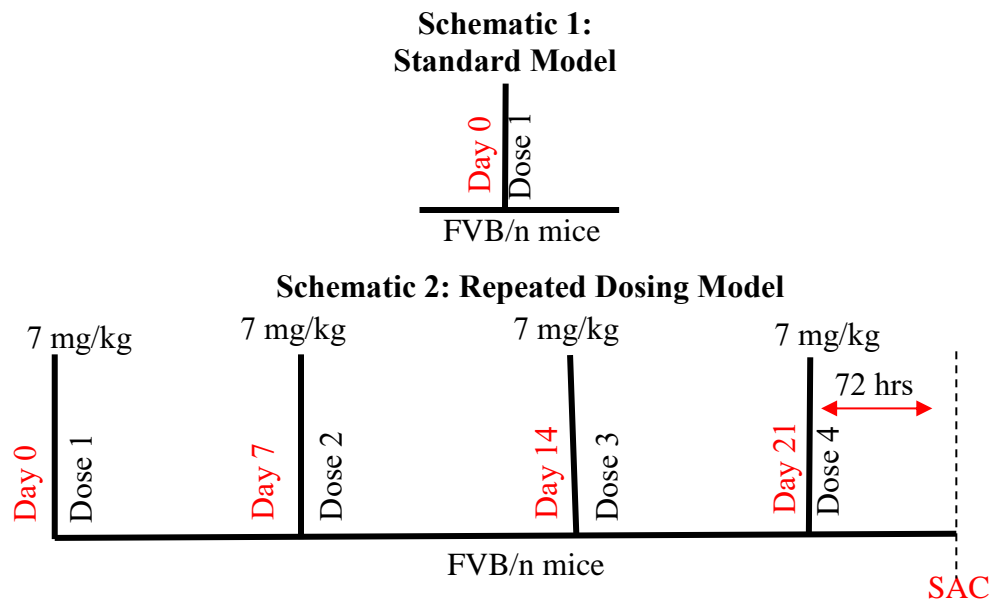 Schematic 1:
Standard Model
Day 0
Dose 1
FVB/n mice
Schematic 2: Repeated Dosing Model
7 mg/kg
7 mg/kg
7 mg/kg
7 mg/kg
72 hrs
Day 0
Dose 1
Day 7
Dose 2
Day 14
Dose 3
Day 21
Dose 4
FVB/n mice
SAC